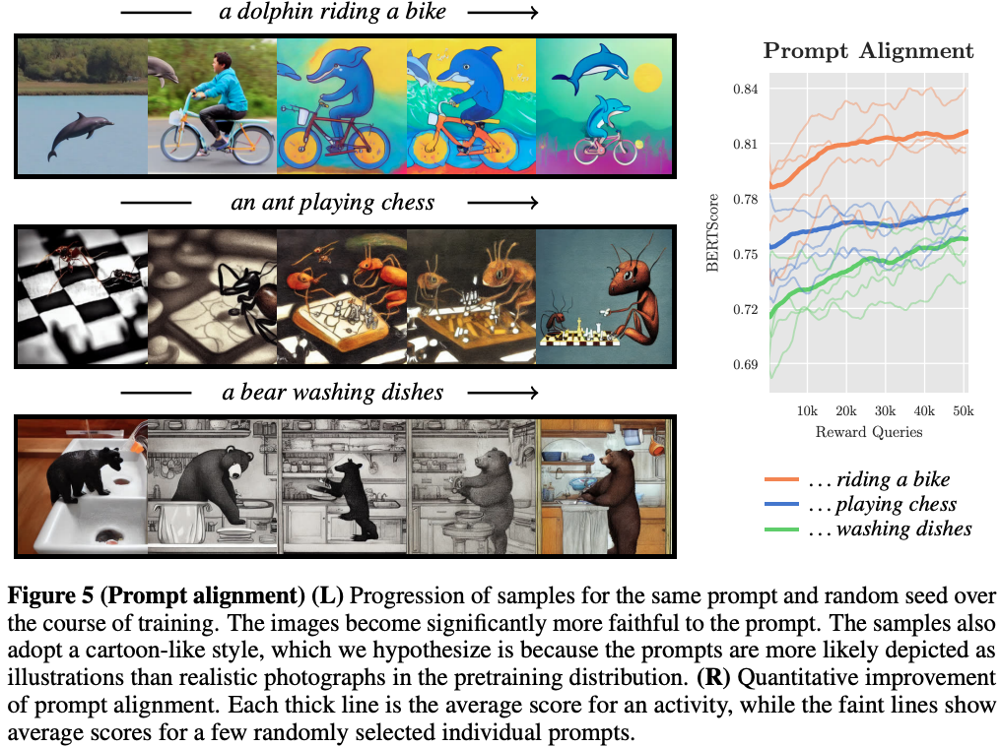 a dolphin riding a bike
an ant playing chess
a bear washing dishes
Prompt Alignment
0.84
0.81
0.78
0.75
0.72
0.69
BERTScore
10k 20k 30k 40k 50k
Reward Queries
... riding a bike
... playing chess
... washing dishes
Figure 5 (Prompt alignment) (L) Progression of samples for the same prompt and random seed over
the course of training. The images become significantly more faithful to the prompt. The samples also
adopt a cartoon-like style, which we hypothesize is because the prompts are more likely depicted as
illustrations than realistic photographs in the pretraining distribution. (R) Quantitative improvement
of prompt alignment. Each thick line is the average score for an activity, while the faint lines show
average scores for a few randomly selected individual prompts.